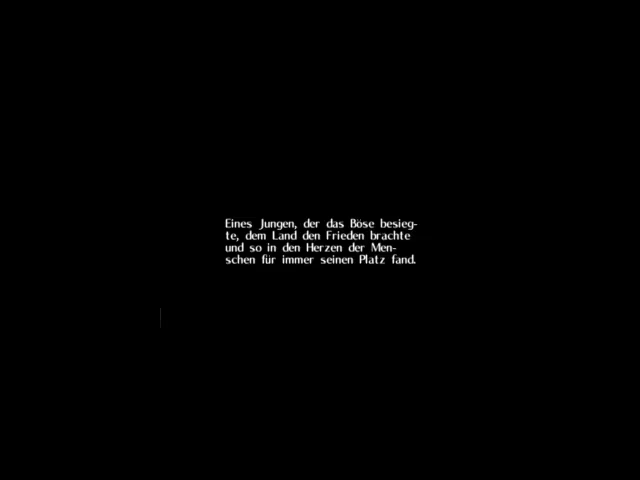 Eines Jungen, der das Böse besieg-
te, dem Land den Frieden brachte
und so in den Herzen der Men-
schen für immer seinen Platz fand.